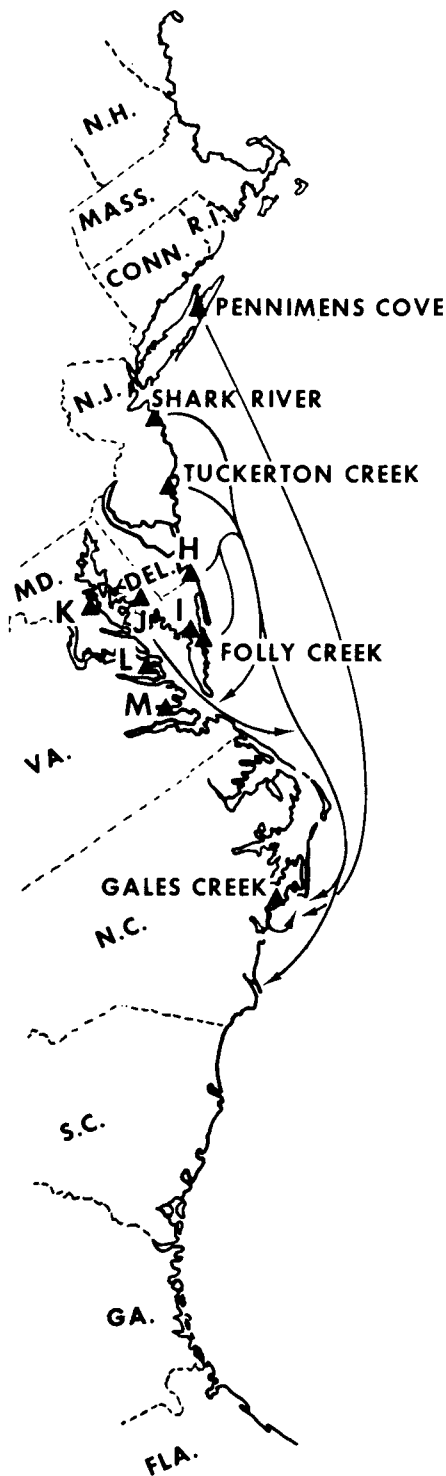 N.H.
MASS.
R.I.
CONN.
PENNIMENS COVE
N.J.
SHARK RIVER
TUCKERTON CREEK
H
MD.
DEL.
K
J
I
FOLLY CREEK
L
M
VA.
GALES CREEK
N.C.
S.C.
GA.
FLA.